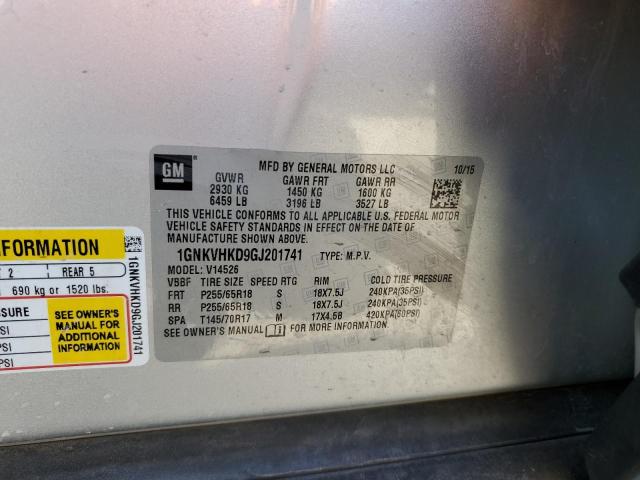 GM
MFD BY GENERAL MOTORS LLC 10/15
GVWR GAWR FRT GAWR RR
2930 KG 1450 KG 1600 KG
6459 LB 3196 LB 3527 LB
THIS VEHICLE CONFORMS TO ALL APPLICABLE U.S. FEDERAL MOTOR
VEHICLE SAFETY STANDARDS IN EFFECT ON THE DATE OF
MANUFACTURE SHOWN ABOVE.
1GNKVHKD9GJ201741 TYPE: M.P.V.
MODEL: V14526
VBBF TIRE SIZE SPEED RTG RIM COLD TIRE PRESSURE
FRT P255/65R18 S 18X7.5J 240KPA(35PSI)
RR P255/65R18 S 18X7.5J 240KPA(35PSI)
SPA T145/70R17 M 17X4.5B 420KPA(60PSI)
SEE OWNER'S MANUAL FOR MORE INFORMATION.
INFORMATION
2 REAR 5
690 kg or 1520 lbs.
SEE OWNER'S
MANUAL FOR
ADDITIONAL
INFORMATION
PSI
1GNKVHKD9GJ201741